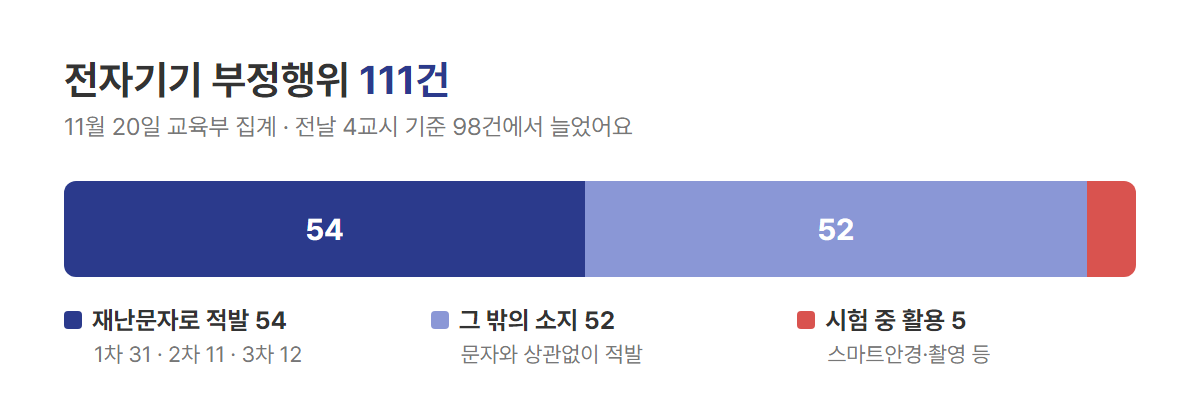 전자기기 부정행위 111건
11월 20일 교육부 집계 · 전날 4교시 기준 98건에서 늘었어요
54
52
재난문자로 적발 54
1차 31 · 2차 11 · 3차 12
그 밖의 소지 52
문자와 상관없이 적발
시험 중 활용 5
스마트안경·촬영 등